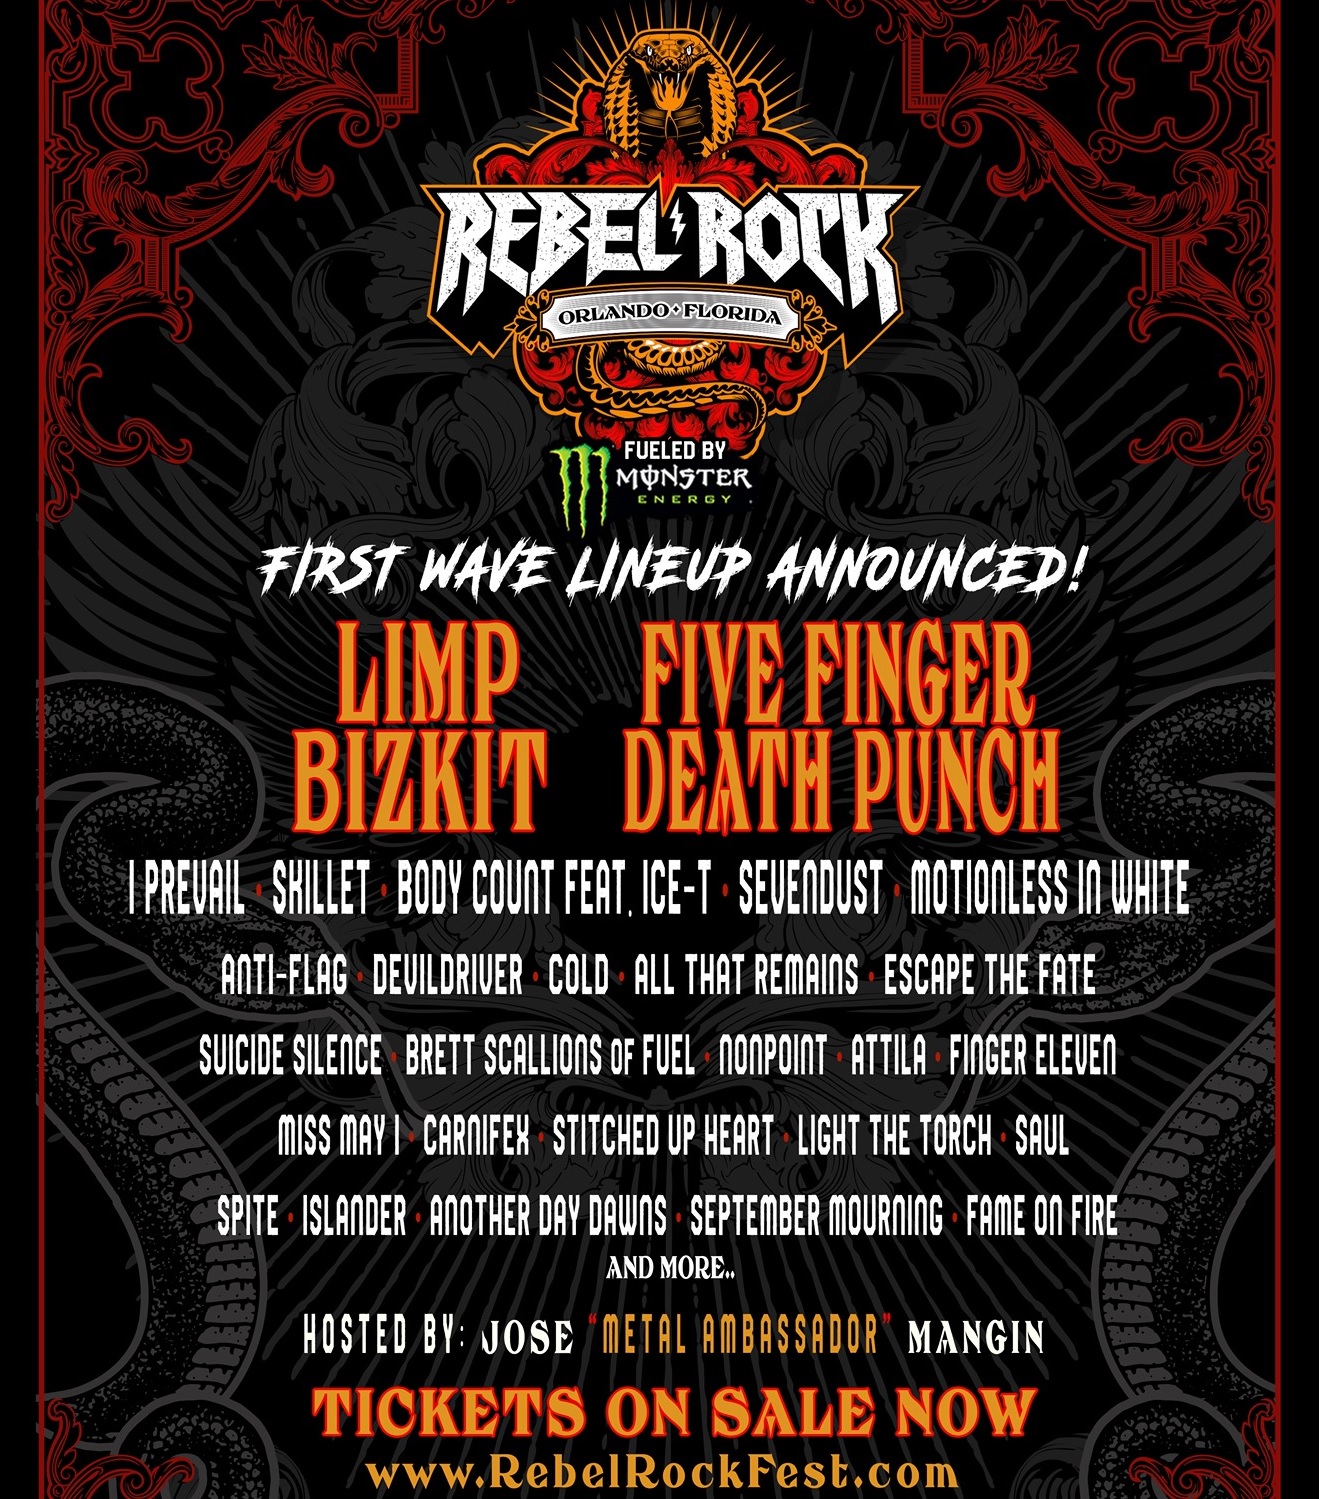 REBEL ROCK
ORLANDO • FLORIDA
FUELED BY
MONSTER
ENERGY
FIRST WAVE LINEUP ANNOUNCED!
LIMP BIZKIT
FIVE FINGER DEATH PUNCH
I PREVAIL • SKILLET • BODY COUNT FEAT. ICE-T • SEVENDUST • MOTIONLESS IN WHITE
ANTI-FLAG • DEVILDRIVER • COLD • ALL THAT REMAINS • ESCAPE THE FATE
SUICIDE SILENCE • BRETT SCALLIONS OF FUEL • NONPOINT • ATTILA • FINGER ELEVEN
MISS MAY I • CARNIFEX • STITCHED UP HEART • LIGHT THE TORCH • SAUL
SPITE • ISLANDER • ANOTHER DAY DAWNS • SEPTEMBER MOURNING • FAME ON FIRE
AND MORE..
HOSTED BY: JOSE "METAL AMBASSADOR" MANGIN
TICKETS ON SALE NOW
www.RebelRockFest.com